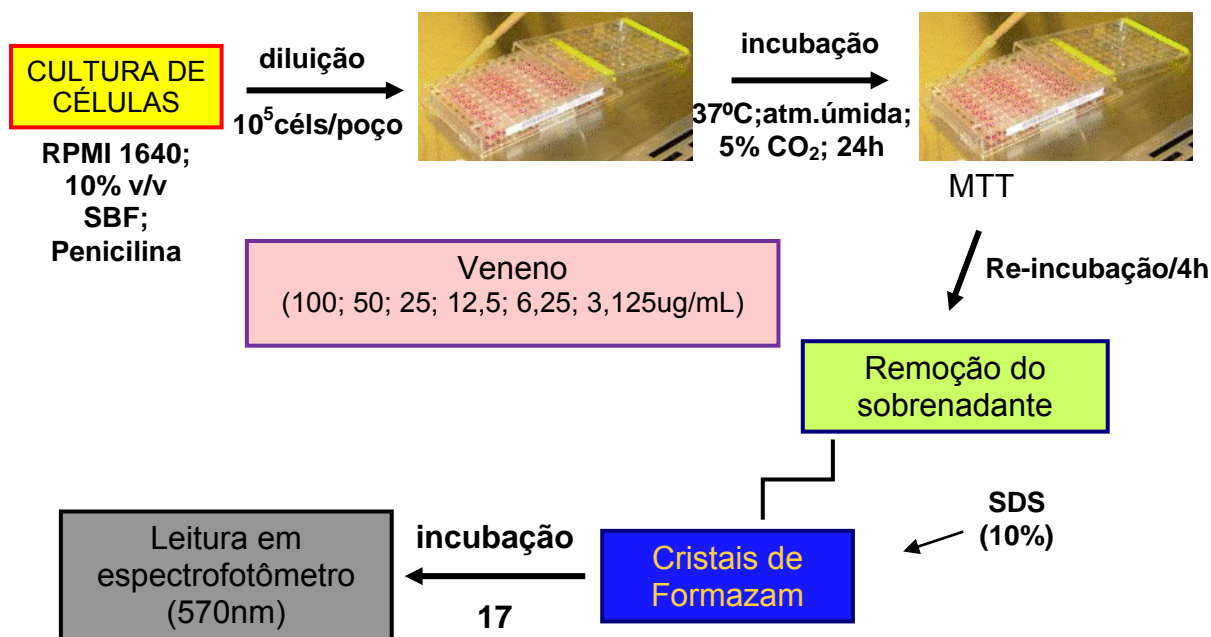 CULTURA DE
CÉLULAS
RPMI 1640;
10% v/v
SBF;
Penicilina
diluição
10⁵céls/poço
incubação
37ºC;atm.úmida;
5% CO₂; 24h
MTT
Re-incubação/4h
Veneno
(100; 50; 25; 12,5; 6,25; 3,125ug/mL)
Remoção do
sobrenadante
SDS
(10%)
Cristais de
Formazam
incubação
17
Leitura em
espectrofotômetro
(570nm)